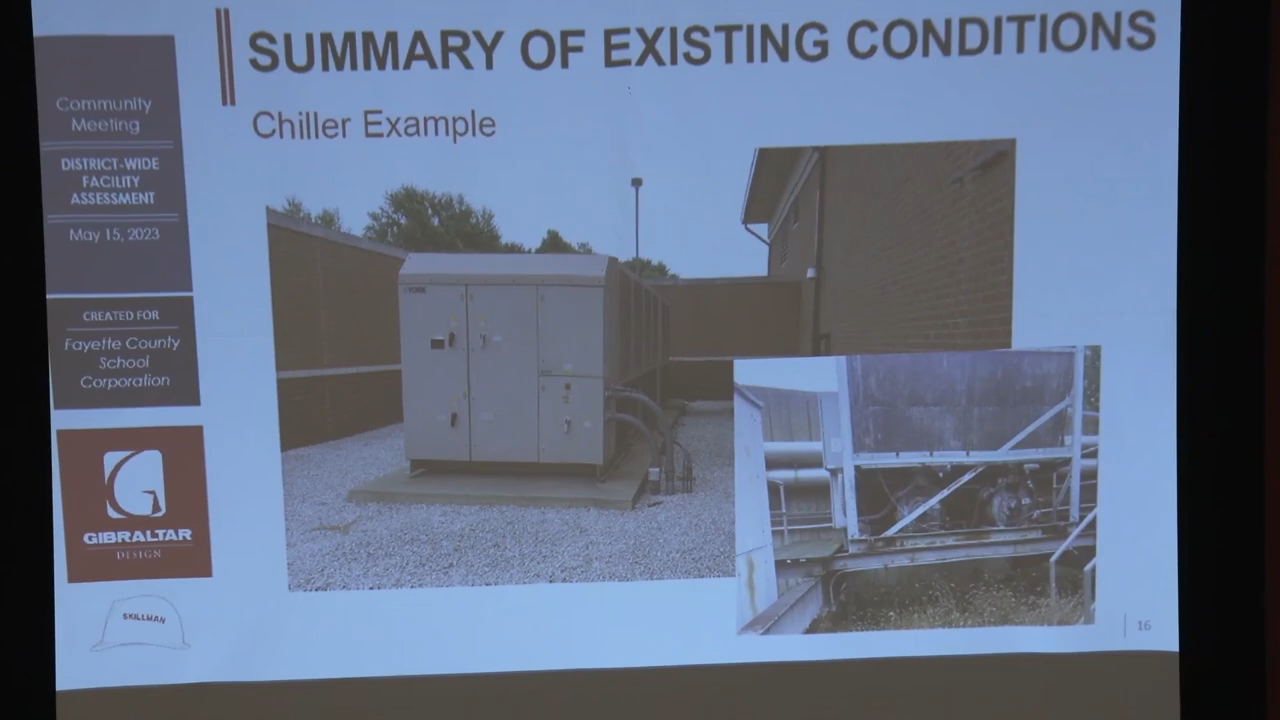 SUMMARY OF EXISTING CONDITIONS
Chiller Example
Community
Meeting
DISTRICT-WIDE
FACILITY
ASSESSMENT
May 15, 2023
CREATED FOR
Fayette County
School
Corporation
GIBRALTAR
DESIGN
SKILLMAN
YORK
16